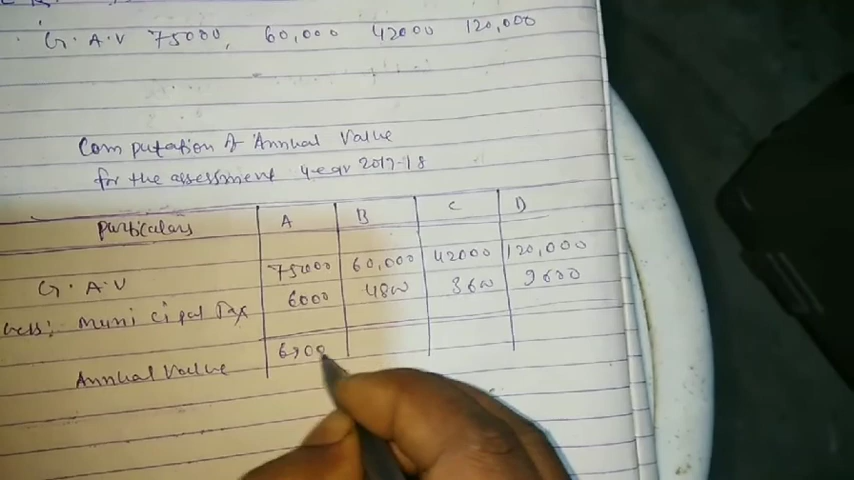 G.A.V 75000, 60,000 42000 120,000
Computation of Annual Value
for the assessment year 2017-18
particulars A B C D
G.A.V 75000 60,000 42000 120,000
Less: municipal Tax 6000 4800 3600 9600
Annual Value 6900